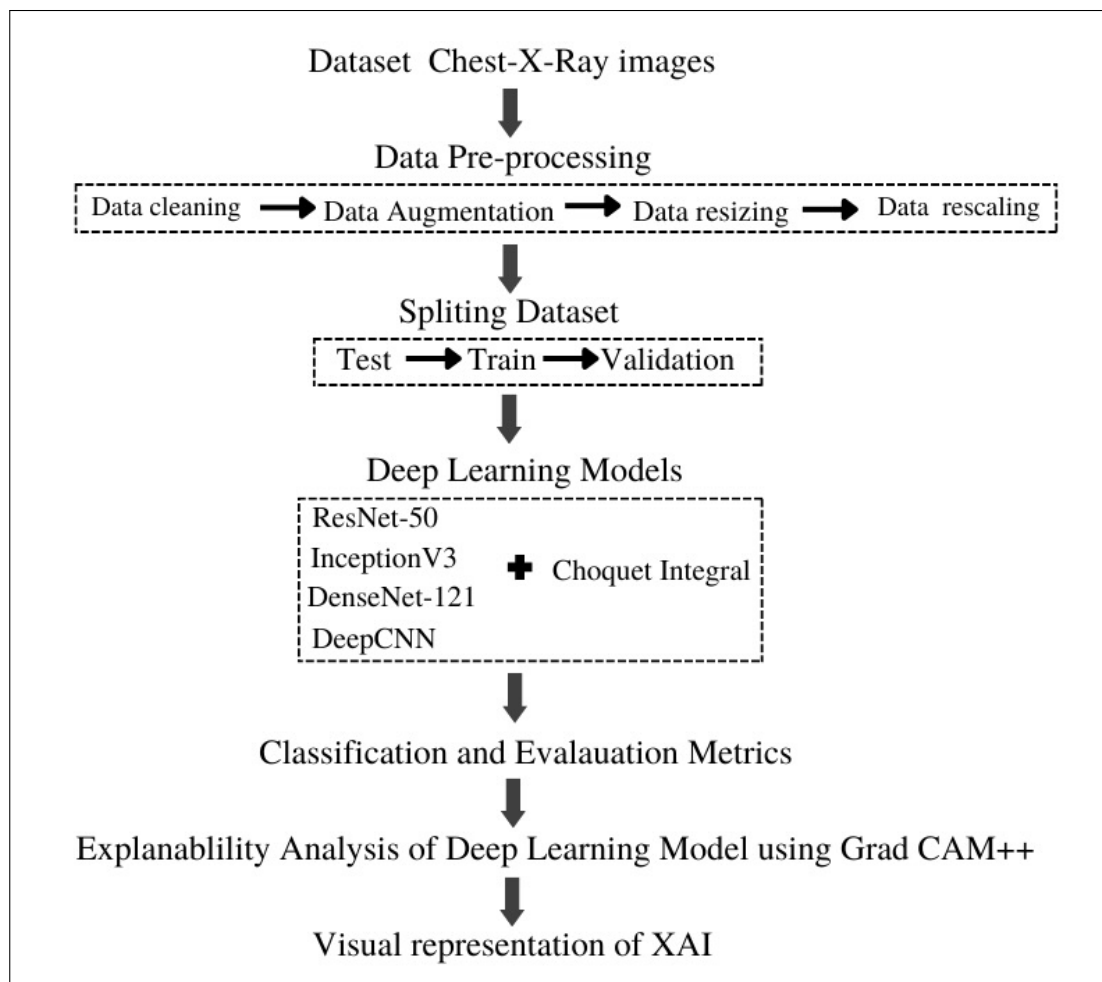 Dataset Chest-X-Ray images
Data Pre-processing
Data cleaning Data Augmentation Data resizing Data rescaling
Spliting Dataset
Test Train Validation
Deep Learning Models
ResNet-50
InceptionV3
Choquet Integral
DenseNet-121
DeepCNN
Classification and Evalauation Metrics
Explanablility Analysis of Deep Learning Model using Grad CAM++
Visual representation of XAI